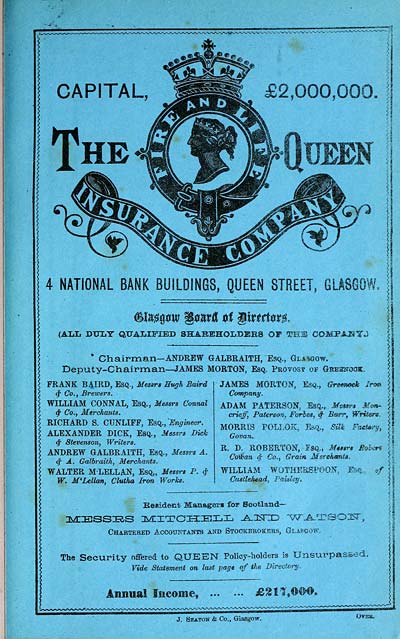 CAPITAL, £2,000,000.
FIRE AND LIFE
THE QUEEN
INSURANCE COMPANY
4 NATIONAL BANK BUILDINGS, QUEEN STREET, GLASGOW.
Glasgow Board of Directors.
(ALL DULY QUALIFIED SHAREHOLDERS OF THE COMPANY.)
Chairman—ANDREW GALBRAITH, ESQ., GLASGOW.
Deputy-Chairman—JAMES MORTON, ESQ. PROVOST OF GREENOCK.
FRANK BAIRD, ESQ., Messrs Hugh Baird
& Co., Brewers.
WILLIAM CONNAL, ESQ., Messrs Connal
& Co., Merchants.
RICHARD S. CUNLIFF, ESQ., Engineer.
ALEXANDER DICK, ESQ., Messrs Dick
& Stevenson, Writers.
ANDREW GALBRAITH, ESQ., Messrs A.
& A. Galbraith, Merchants.
WALTER M'LELLAN, ESQ., Messrs P. &
W. M'Lellan, Clutha Iron Works.
JAMES MORTON, ESQ., Greenock Iron
Company.
ADAM PATERSON, ESQ., Messrs Mon-
crieff, Paterson, Forbes, & Barr, Writers.
MORRIS POLLOK, ESQ., Silk Factory,
Govan.
R. D. ROBERTON, ESQ., Messrs Robert
Cothan & Co., Grain Merchants.
WILLIAM WOTHERSPOON, ESQ., of
Castlehead, Paisley.
Resident Managers for Scotland—
MESSRS MITCHELL AND WATSON,
CHARTERED ACCOUNTANTS AND STOCKBROKERS, GLASGOW.
The Security offered to QUEEN Policy-holders is Unsurpassed.
Vide Statement on last page of the Directory.
Annual Income, ... ... £217,000.
J. SEATON & CO., Glasgow.
OVER.